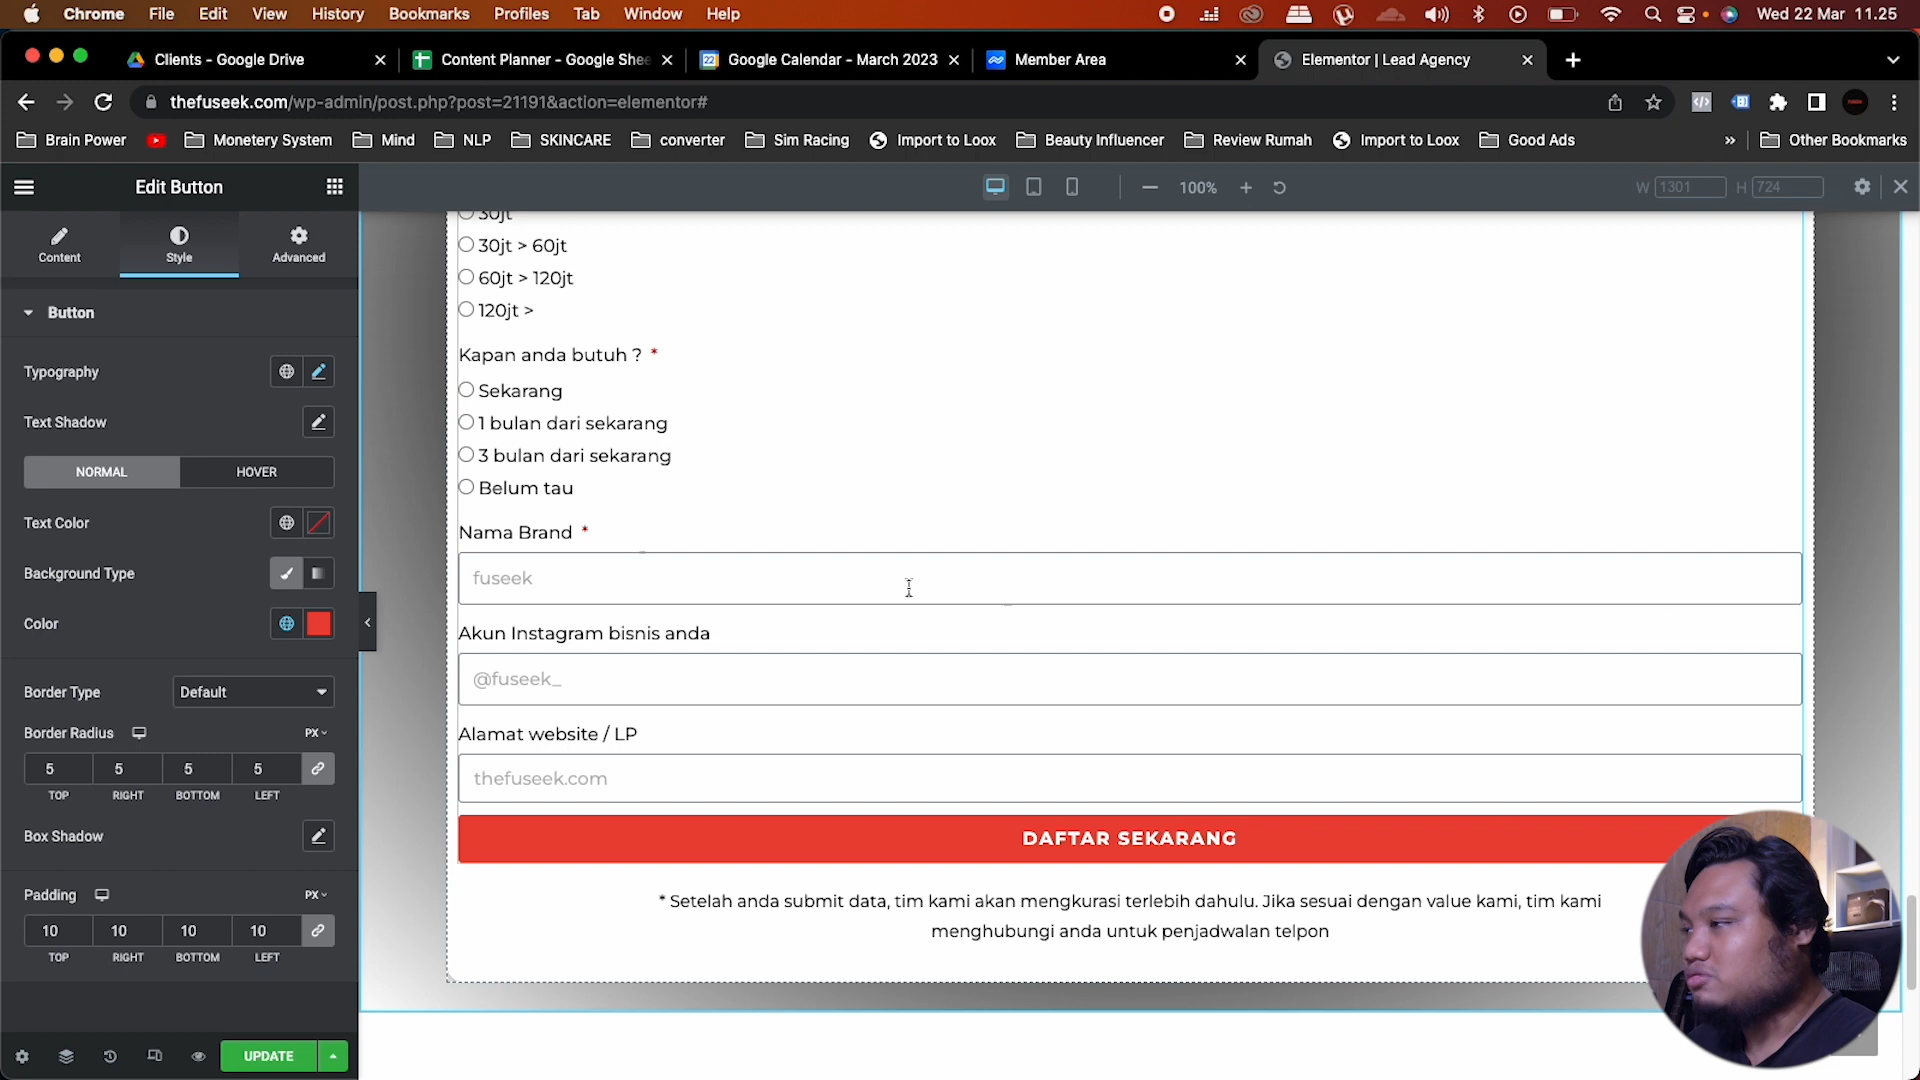 Chrome File Edit View History Bookmarks Profiles Tab Window Help Wed 22 Mar 11.25
Clients - Google Drive
Content Planner - Google Shee
Google Calendar - March 2023
Member Area
Elementor | Lead Agency
thefuseek.com/wp-admin/post.php?post=21191&action=elementor#
Brain Power Monetery System Mind NLP SKINCARE converter Sim Racing Import to Loox Beauty Influencer Review Rumah Import to Loox Good Ads » Other Bookmarks
Edit Button
100%
W 1301 H 724
Content Style Advanced
Button
Typography
Text Shadow
NORMAL HOVER
Text Color
Background Type
Color
Border Type Default
Border Radius PX
5 5 5 5
TOP RIGHT BOTTOM LEFT
Box Shadow
Padding PX
10 10 10 10
TOP RIGHT BOTTOM LEFT
UPDATE
30jt
30jt > 60jt
60jt > 120jt
120jt >
Kapan anda butuh ? *
Sekarang
1 bulan dari sekarang
3 bulan dari sekarang
Belum tau
Nama Brand *
fuseek
Akun Instagram bisnis anda
@fuseek_
Alamat website / LP
thefuseek.com
DAFTAR SEKARANG
* Setelah anda submit data, tim kami akan mengkurasi terlebih dahulu. Jika sesuai dengan value kami, tim kami
menghubungi anda untuk penjadwalan telpon